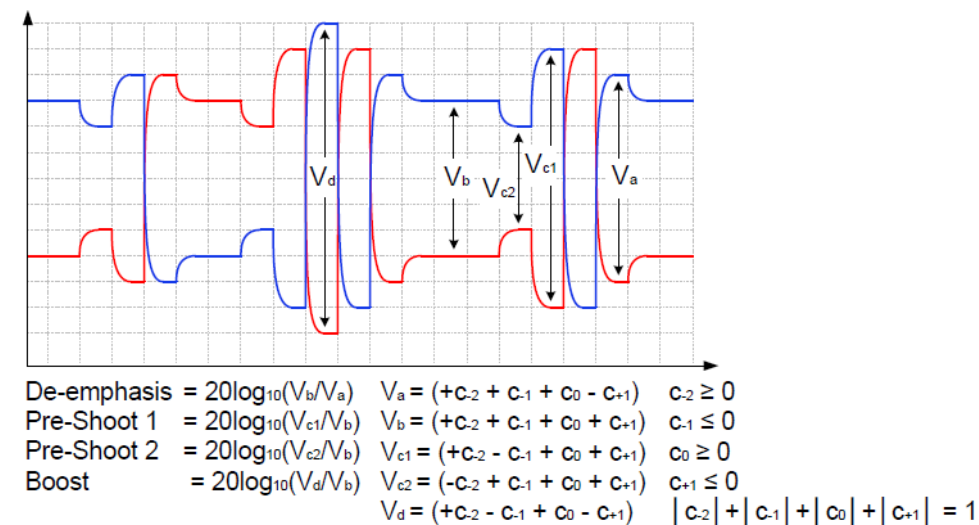 Vd
Vb
Vc2
Vc1
Va
De-emphasis = 20log10(Vb/Va) Va = (+c-2 + c-1 + c0 - c+1) c-2 ≥ 0
Pre-Shoot 1 = 20log10(Vc1/Vb) Vb = (+c-2 + c-1 + c0 + c+1) c-1 ≤ 0
Pre-Shoot 2 = 20log10(Vc2/Vb) Vc1 = (+c-2 - c-1 + c0 + c+1) c0 ≥ 0
Boost = 20log10(Vd/Vb) Vc2 = (-c-2 + c-1 + c0 + c+1) c+1 ≤ 0
Vd = (+c-2 - c-1 + c0 - c+1) |c-2|+|c-1|+|c0|+|c+1| = 1